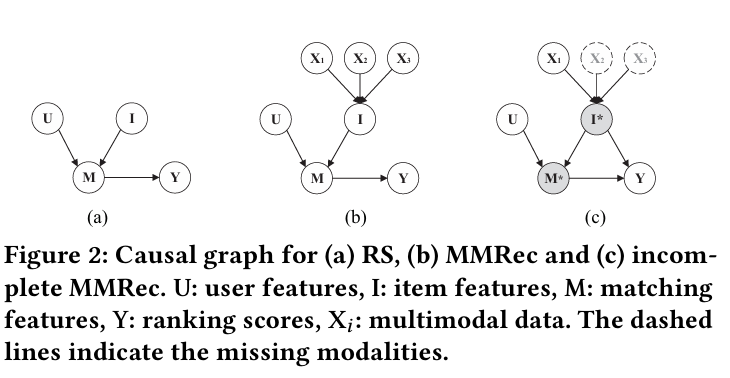 X₁ X₂ X₃ X₁ X₂ X₃
U I U I U I*
M Y M Y M* Y
(a) (b) (c)
Figure 2: Causal graph for (a) RS, (b) MMRec and (c) incom-
plete MMRec. U: user features, I: item features, M: matching
features, Y: ranking scores, Xᵢ: multimodal data. The dashed
lines indicate the missing modalities.